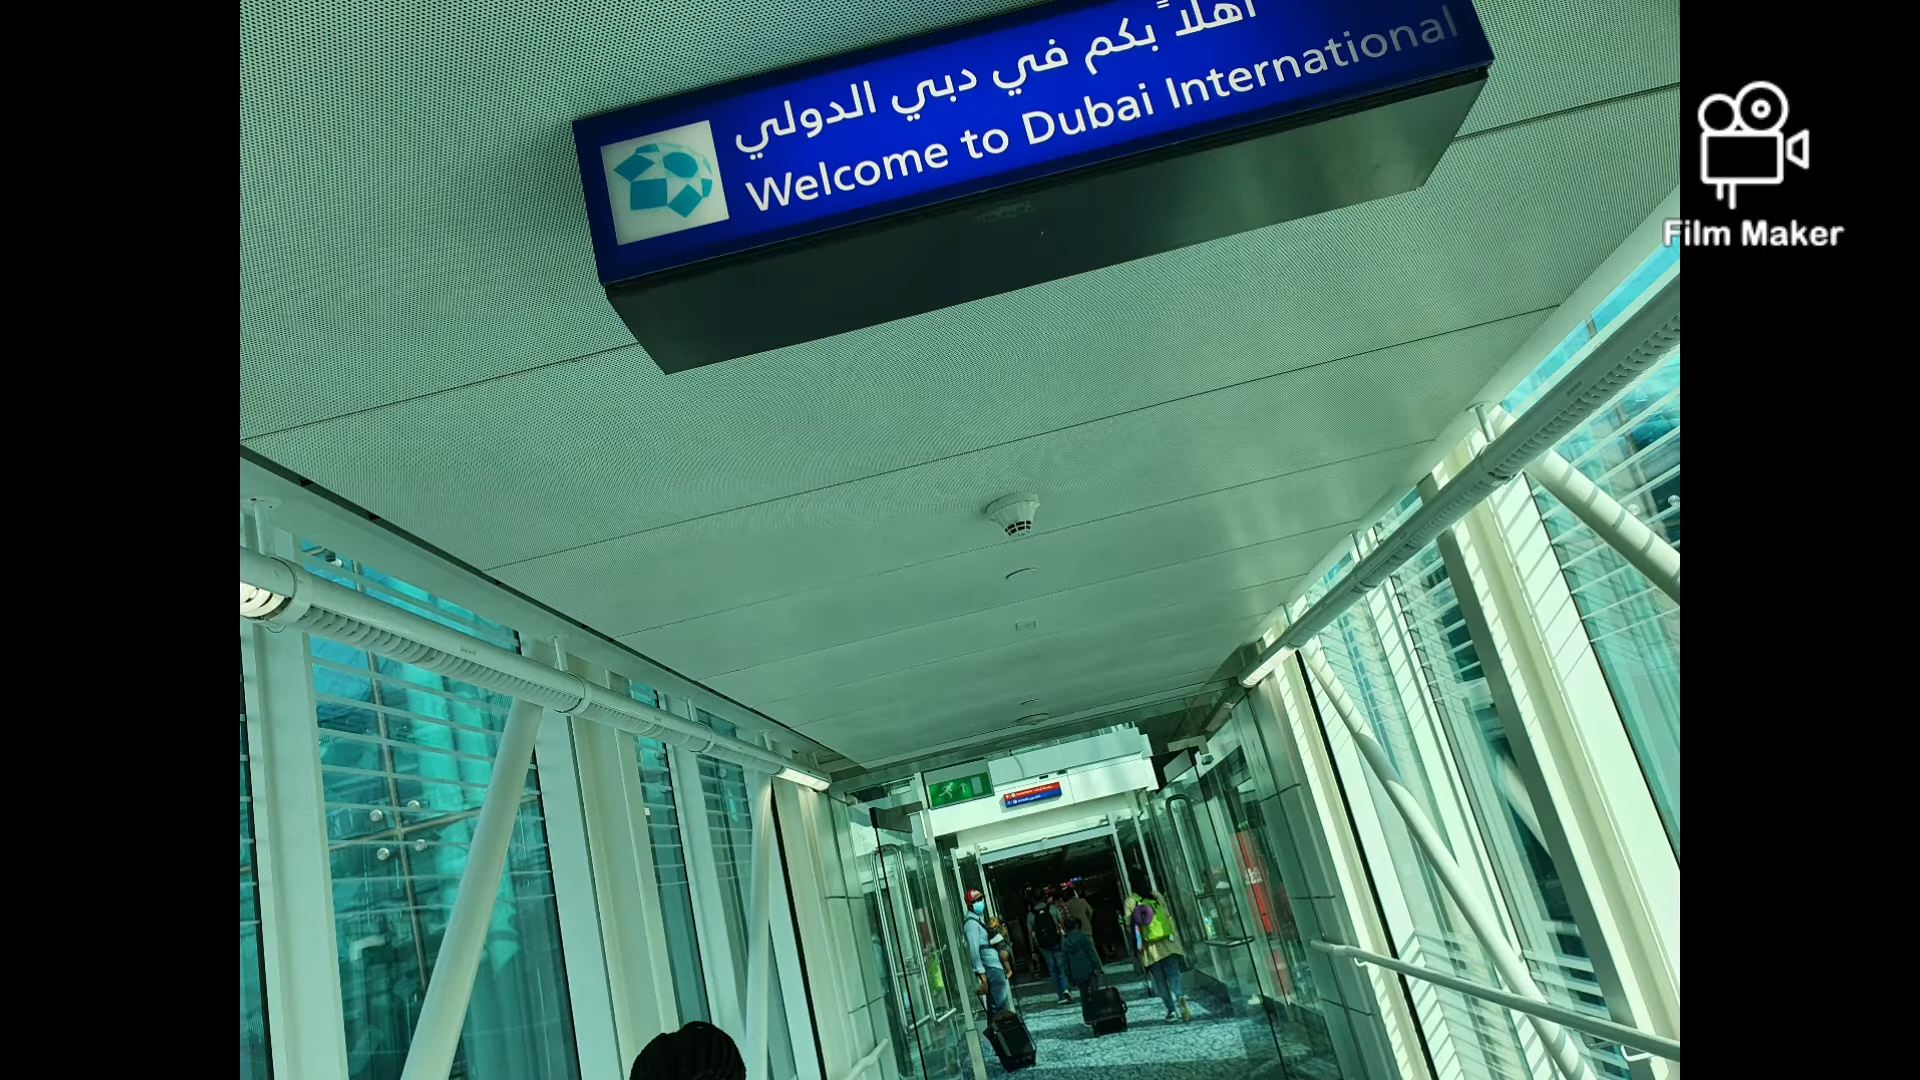 أهلاً بكم في دبي الدولي
Welcome to Dubai International
Film Maker